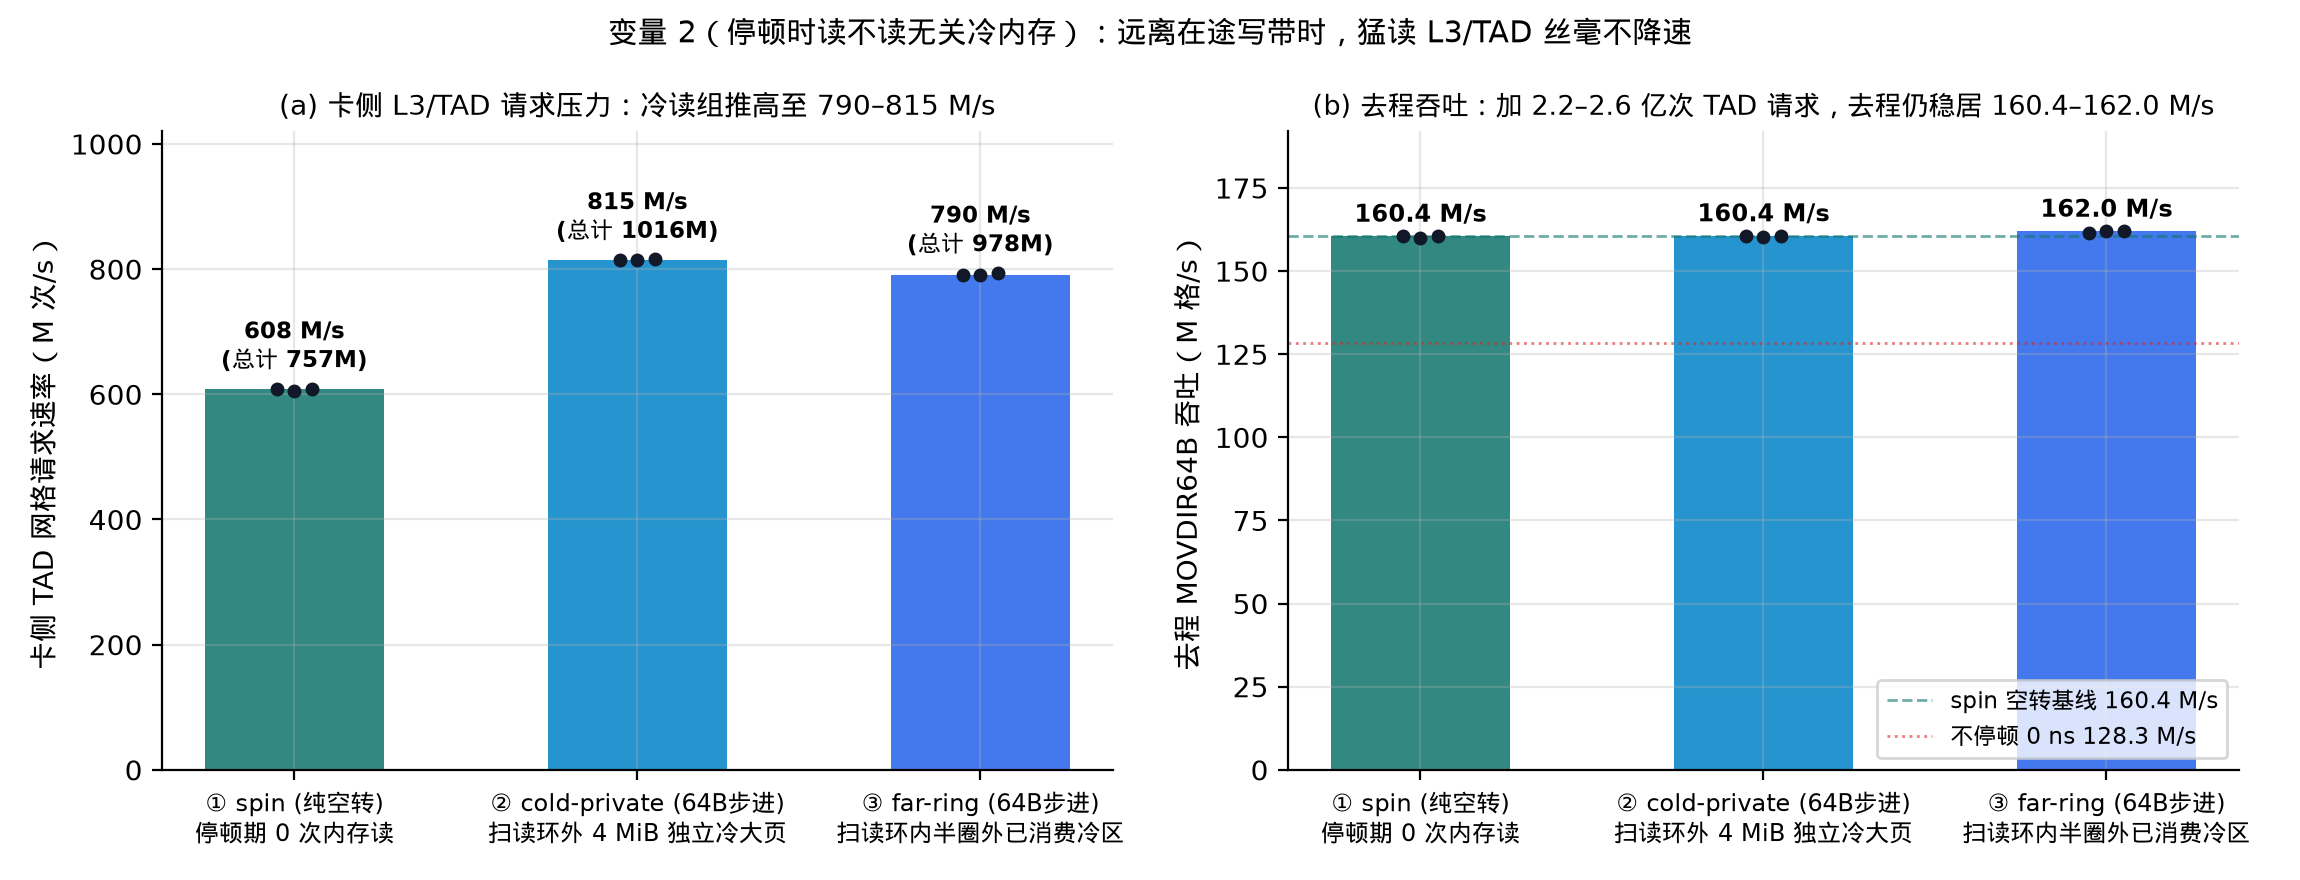 变量 2（停顿时读不读无关冷内存）：远离在途写带时，猛读 L3/TAD 丝毫不降速
(a) 卡侧 L3/TAD 请求压力：冷读组推高至 790–815 M/s
卡侧 TAD 网格请求速率（M 次/s）
1000
800
600
400
200
0
608 M/s
(总计 757M)
815 M/s
(总计 1016M)
790 M/s
(总计 978M)
① spin (纯空转)
停顿期 0 次内存读
② cold-private (64B步进)
扫读环外 4 MiB 独立冷大页
③ far-ring (64B步进)
扫读环内半圈外已消费冷区
(b) 去程吞吐：加 2.2–2.6 亿次 TAD 请求，去程仍稳居 160.4–162.0 M/s
去程 MOVDIR64B 吞吐（M 格/s）
175
150
125
100
75
50
25
0
160.4 M/s
160.4 M/s
162.0 M/s
spin 空转基线 160.4 M/s
不停顿 0 ns 128.3 M/s
① spin (纯空转)
停顿期 0 次内存读
② cold-private (64B步进)
扫读环外 4 MiB 独立冷大页
③ far-ring (64B步进)
扫读环内半圈外已消费冷区